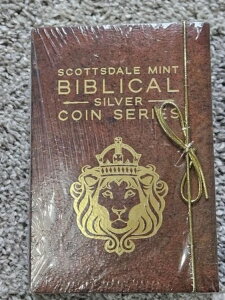 SCOTTSDALE MINT
BIBLICAL
SILVER
COIN SERIES